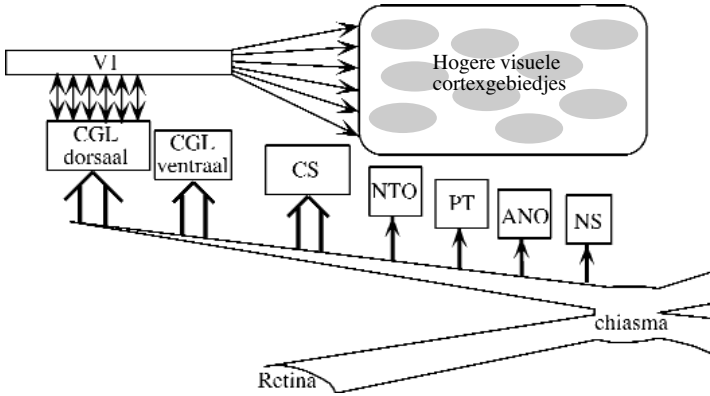 V1
Hogere visuele
cortexgebiedjes
CGL
dorsaal
CGL
ventraal
CS
NTO
PT
ANO
NS
chiasma
Retina